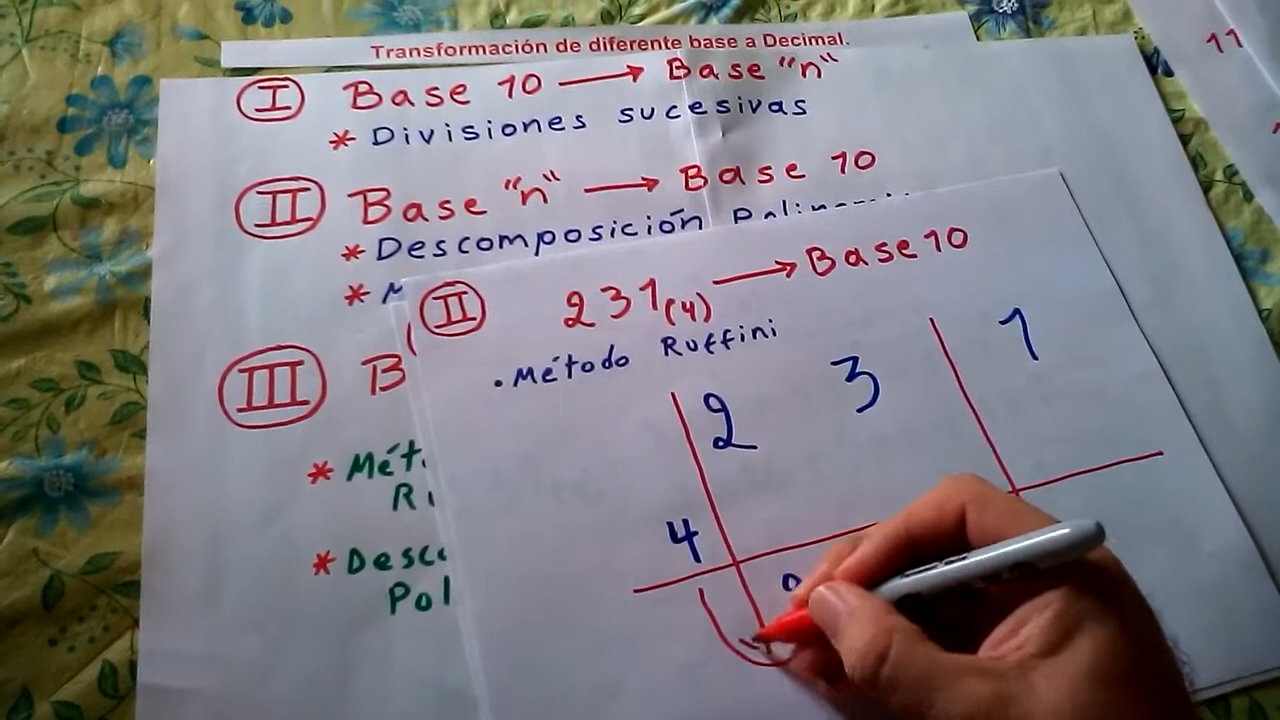 Transformación de diferente base a Decimal.
I Base 10 → Base "n"
* Divisiones sucesivas
II Base "n" → Base 10
* Descomposición
*
III B
* Mét
R
* Desc
Pol
II 231(4) → Base 10
. Método Ruffini
2 3 1
4
11